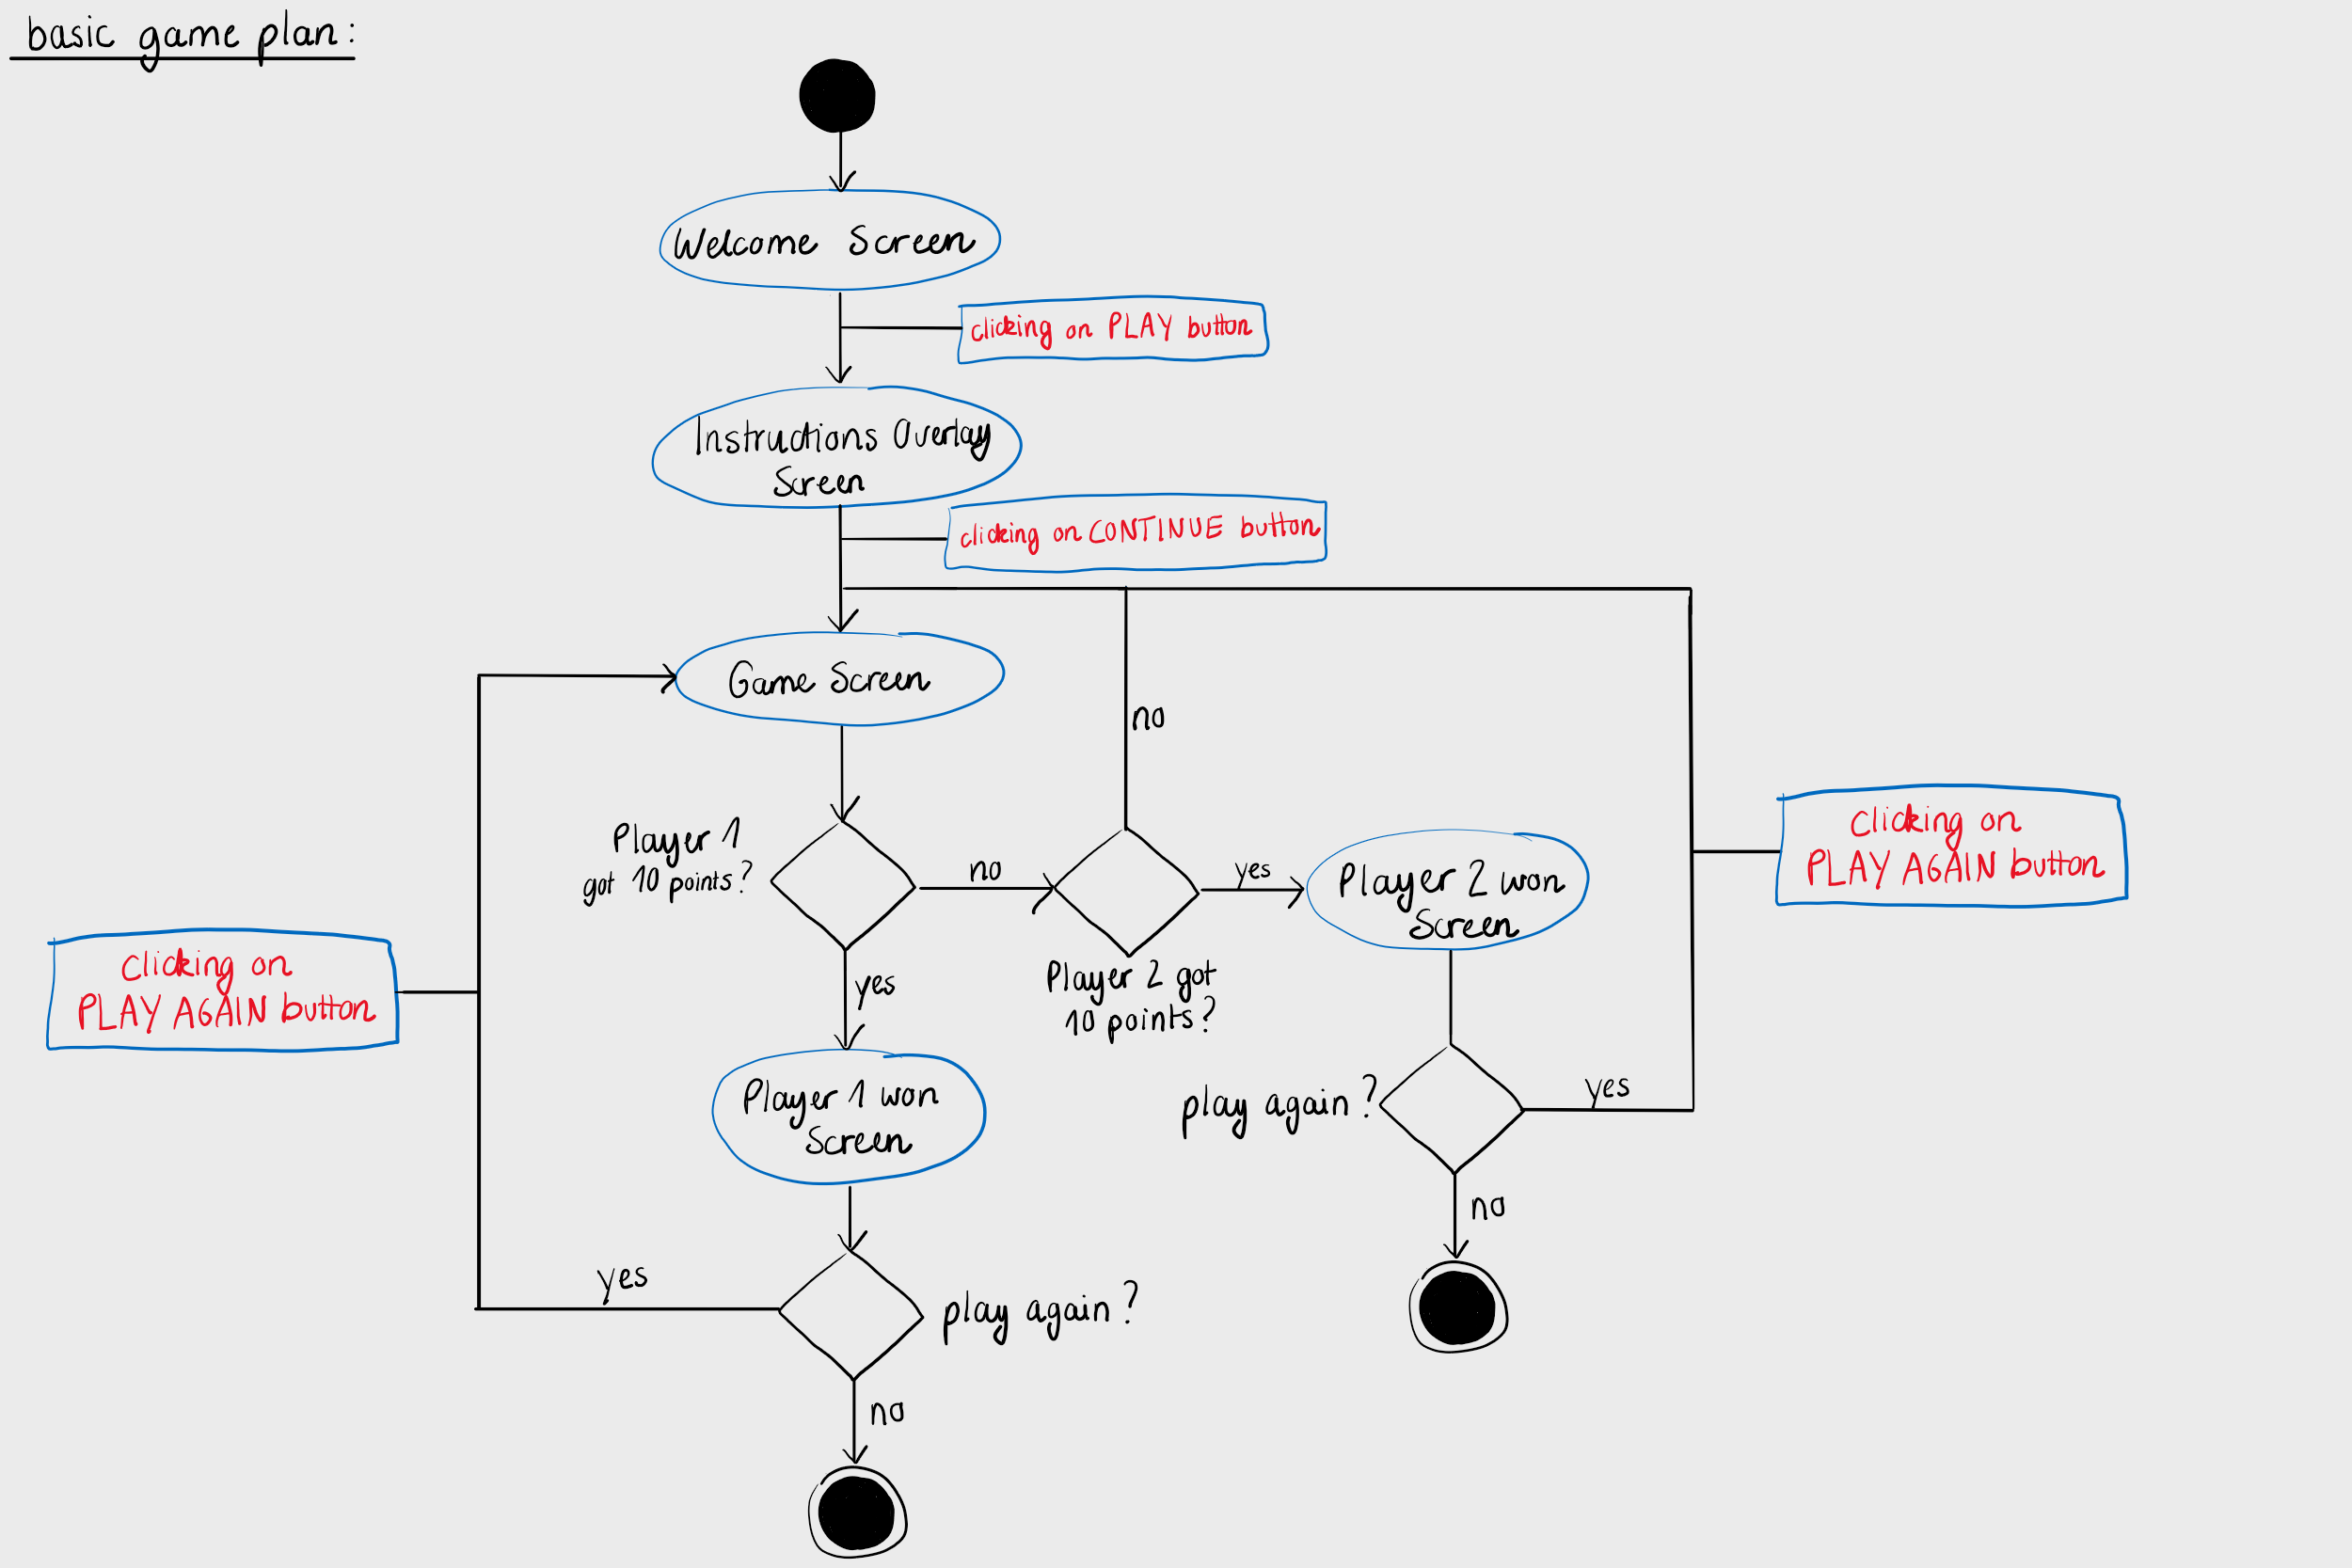 basic game plan:
Welcome Screen
clicking on PLAY button
Instructions Overlay
Sreen
clicking on CONTINUE button
Game Screen
no
Player 1
got 10 points?
no
yes
Player 2 won
Screen
clicking on
PLAY AGAIN button
clicking on
PLAY AGAIN button
yes
Player 2 got
10 points?
Player 1 won
Screen
play again?
yes
no
yes
play again?
no